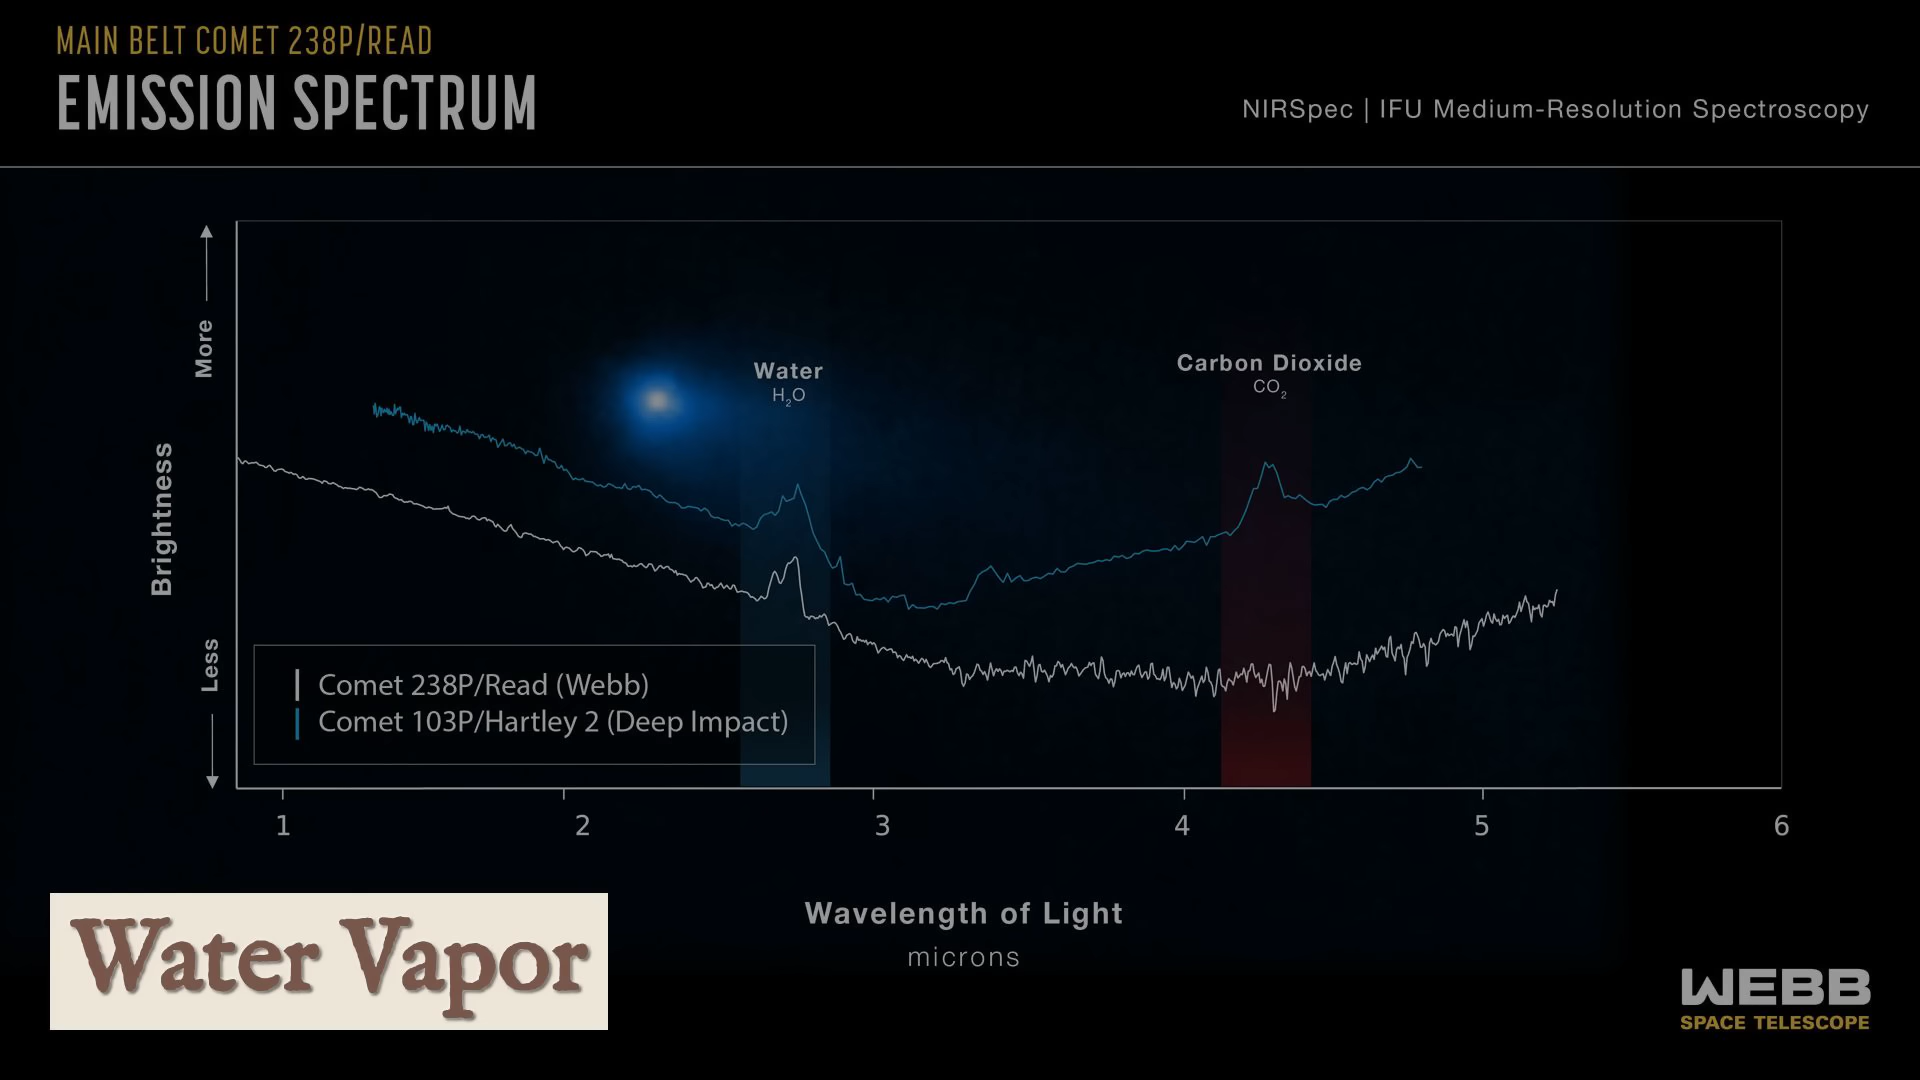 MAIN BELT COMET 238P/READ
EMISSION SPECTRUM
NIRSpec | IFU Medium-Resolution Spectroscopy
More
Brightness
Less
Water
H₂O
Carbon Dioxide
CO₂
Comet 238P/Read (Webb)
Comet 103P/Hartley 2 (Deep Impact)
1 2 3 4 5 6
Wavelength of Light
microns
Water Vapor
WEBB
SPACE TELESCOPE